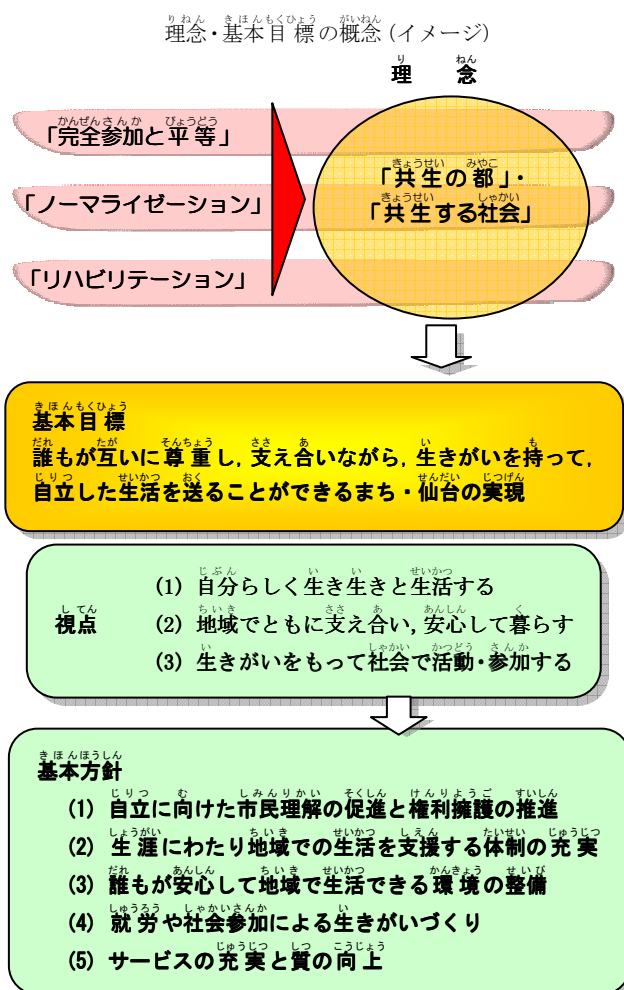 理念・基本目標の概念（イメージ）
理 念
「完全参加と平等」
「ノーマライゼーション」
「リハビリテーション」
「共生の都」・
「共生する社会」
基本目標
誰もが互いに尊重し，支え合いながら，生きがいを持って，
自立した生活を送ることができるまち・仙台の実現
視点
(1) 自分らしく生き生きと生活する
(2) 地域でともに支え合い，安心して暮らす
(3) 生きがいをもって社会で活動・参加する
基本方針
(1) 自立に向けた市民理解の促進と権利擁護の推進
(2) 生涯にわたり地域での生活を支援する体制の充実
(3) 誰もが安心して地域で生活できる環境の整備
(4) 就労や社会参加による生きがいづくり
(5) サービスの充実と質の向上